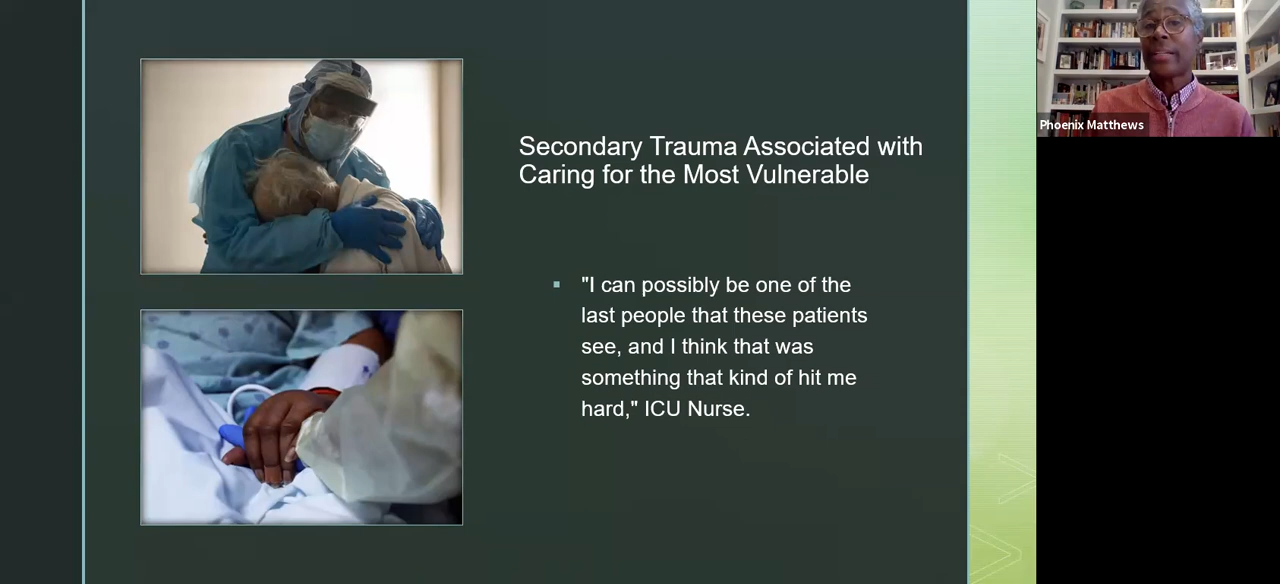 Secondary Trauma Associated with
Caring for the Most Vulnerable
"I can possibly be one of the
last people that these patients
see, and I think that was
something that kind of hit me
hard," ICU Nurse.
Phoenix Matthews